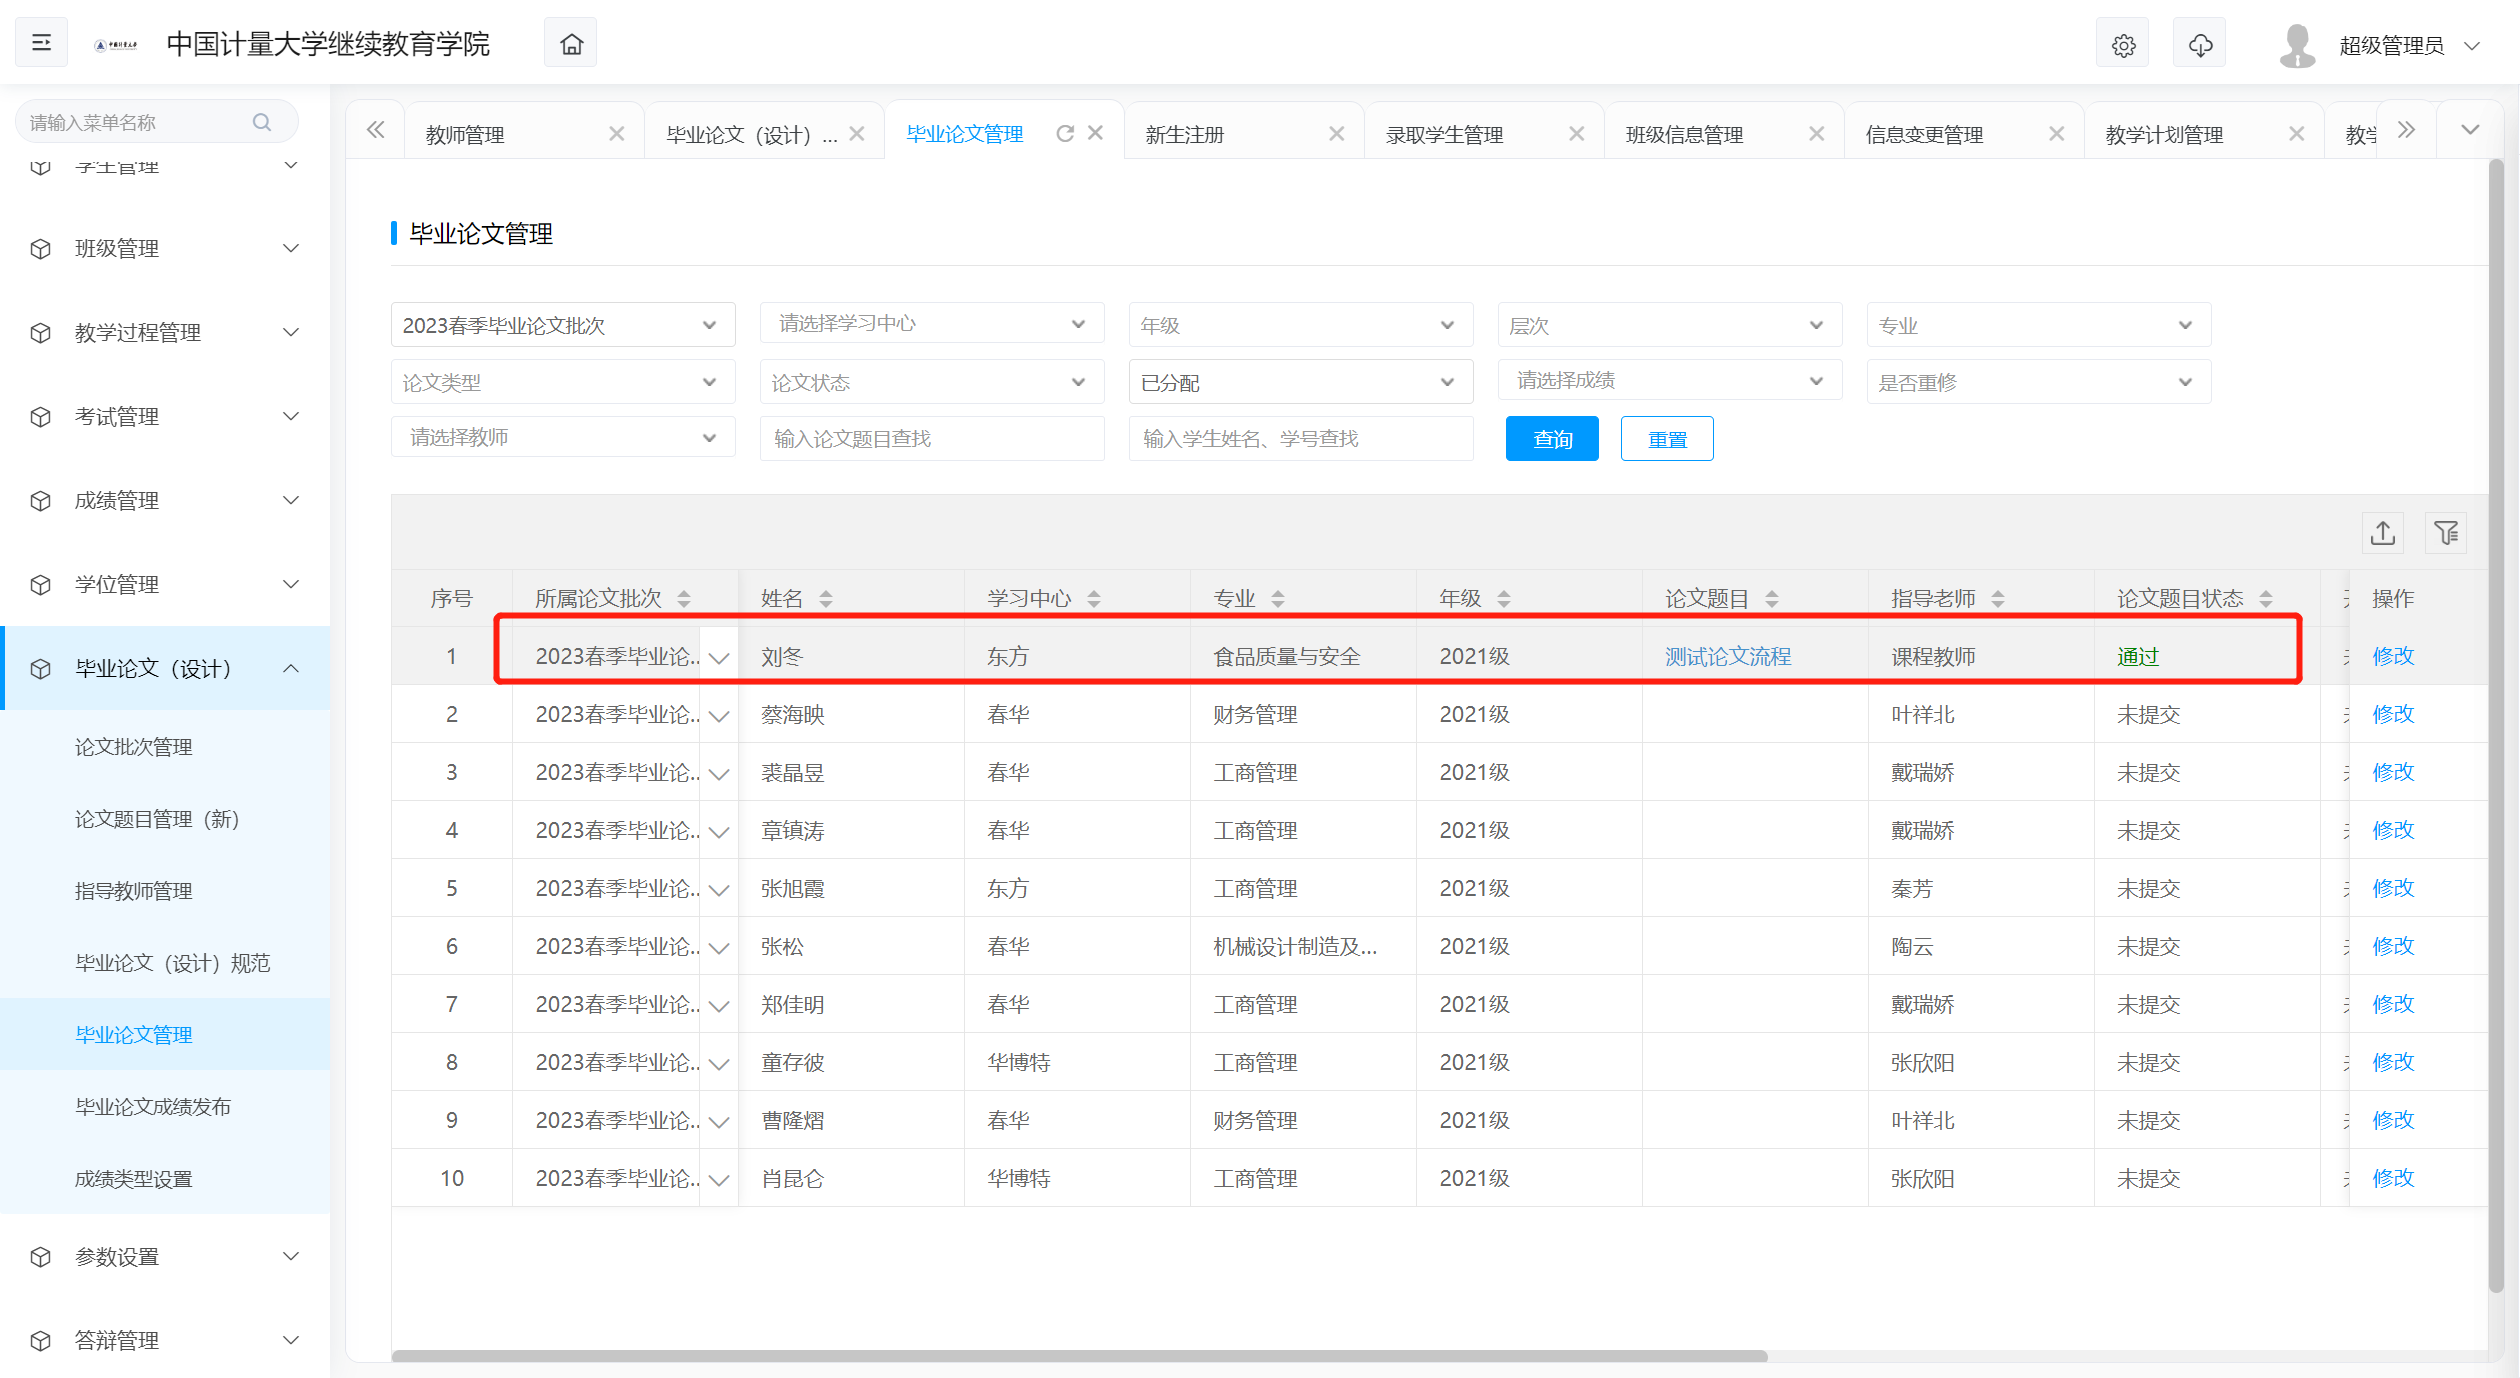 中国计量大学继续教育学院
超级管理员
请输入菜单名称
学生管理
班级管理
教学过程管理
考试管理
成绩管理
学位管理
毕业论文（设计）
论文批次管理
论文题目管理（新）
指导教师管理
毕业论文（设计）规范
毕业论文管理
毕业论文成绩发布
成绩类型设置
参数设置
答辩管理
教师管理 毕业论文（设计）... 毕业论文管理 新生注册 录取学生管理 班级信息管理 信息变更管理 教学计划管理 教学
毕业论文管理
2023春季毕业论文批次 请选择学习中心 年级 层次 专业
论文类型 论文状态 已分配 请选择成绩 是否重修
请选择教师 输入论文题目查找 输入学生姓名、学号查找 查询 重置
序号 所属论文批次 姓名 学习中心 专业 年级 论文题目 指导老师 论文题目状态 操作
1 2023春季毕业论.. 刘冬 东方 食品质量与安全 2021级 测试论文流程 课程教师 通过 修改
2 2023春季毕业论.. 蔡海映 春华 财务管理 2021级 叶祥北 未提交 修改
3 2023春季毕业论.. 裘晶昱 春华 工商管理 2021级 戴瑞娇 未提交 修改
4 2023春季毕业论.. 章镇涛 春华 工商管理 2021级 戴瑞娇 未提交 修改
5 2023春季毕业论.. 张旭霞 东方 工商管理 2021级 秦芳 未提交 修改
6 2023春季毕业论.. 张松 春华 机械设计制造及... 2021级 陶云 未提交 修改
7 2023春季毕业论.. 郑佳明 春华 工商管理 2021级 戴瑞娇 未提交 修改
8 2023春季毕业论.. 童存彼 华博特 工商管理 2021级 张欣阳 未提交 修改
9 2023春季毕业论.. 曹隆熠 春华 财务管理 2021级 叶祥北 未提交 修改
10 2023春季毕业论.. 肖昆仑 华博特 工商管理 2021级 张欣阳 未提交 修改